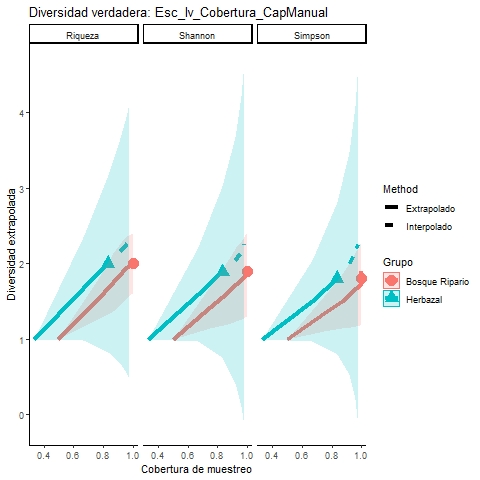 Diversidad verdadera: Esc_Iv_Cobertura_CapManual
Riqueza
Shannon
Simpson
Diversidad extrapolada
4
3
2
1
0
0.4 0.6 0.8 1.0
0.4 0.6 0.8 1.0
0.4 0.6 0.8 1.0
Cobertura de muestreo
Method
Extrapolado
Interpolado
Grupo
Bosque Ripario
Herbazal